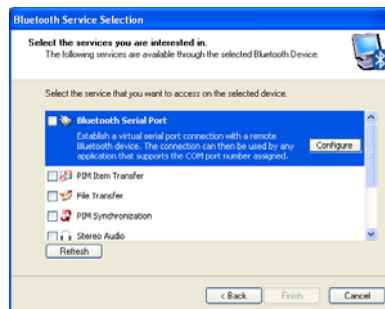 Bluetooth Service Selection
Select the services you are interested in.
The following services are available through the selected Bluetooth Device.
Select the service that you want to access on the selected device.
Bluetooth Serial Port
Establish a virtual serial port connection with a remote
Bluetooth device. The connection can then be used by any
application that supports the COM port number assigned.
Configure
PIM Item Transfer
File Transfer
PIM Synchronization
Stereo Audio
Refresh
< Back
Finish
Cancel